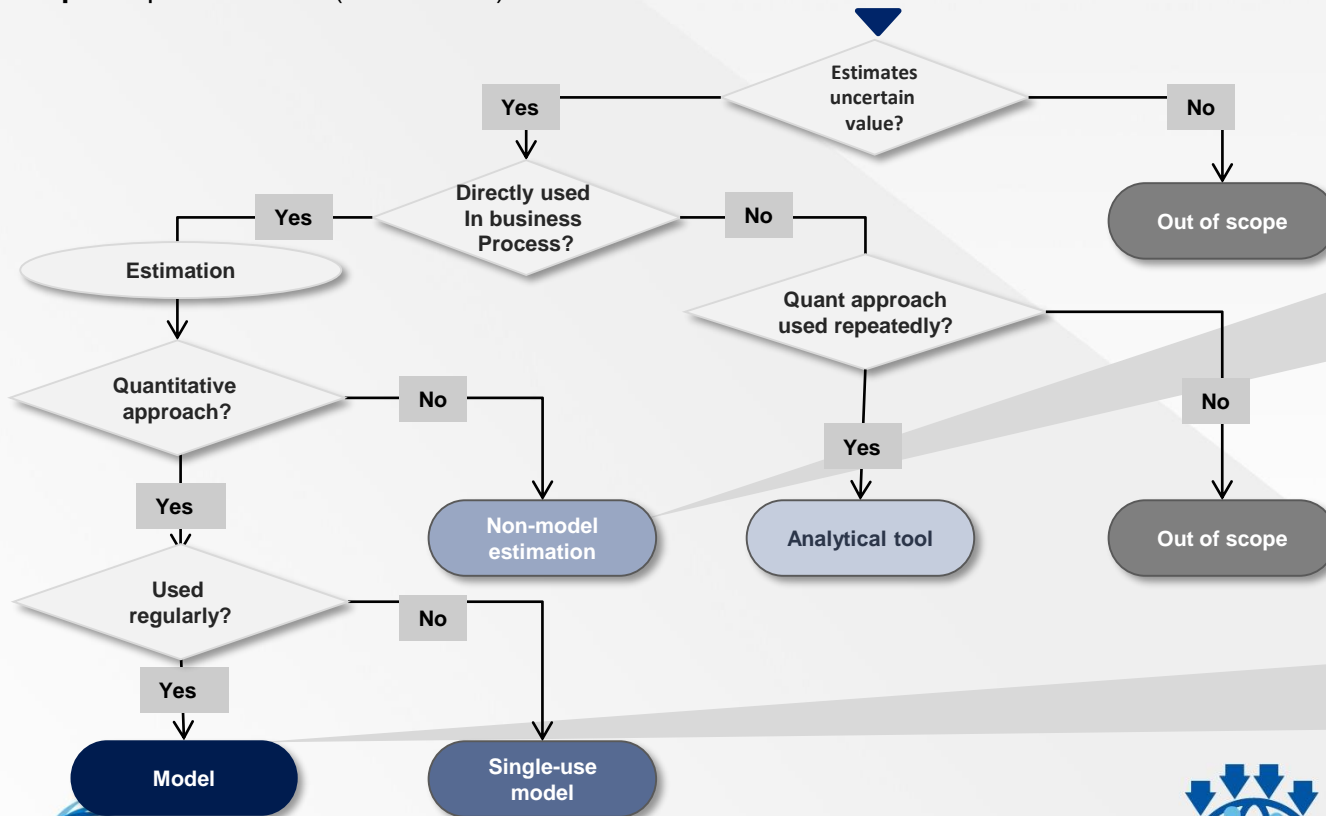 Estimates
uncertain
value?
Yes
No
Directly used
In business
Process?
Out of scope
Yes
No
Estimation
Quant approach
used repeatedly?
Quantitative
approach?
No
No
Yes
Yes
Non-model
estimation
Analytical tool
Out of scope
Used
regularly?
No
Yes
Model
Single-use
model